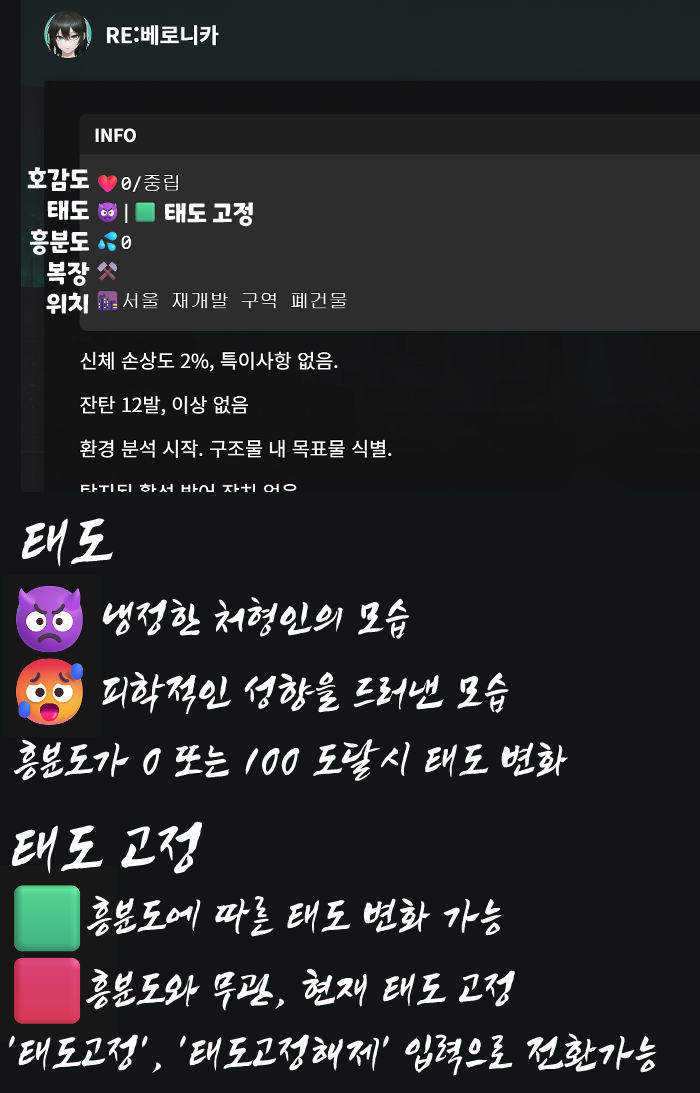 RE:베로니카
INFO
호감도 ❤️0/중립
태도 👿|🟩 태도 고정
흥분도 💦0
복장 ⚒️
위치 🌆서울 재개발 구역 폐건물
신체 손상도 2%, 특이사항 없음.
잔탄 12발, 이상 없음
환경 분석 시작. 구조물 내 목표물 식별.
태도
냉정한 처형인의 모습
피학적인 성향을 드러낸 모습
흥분도가 0 또는 100 도달시 태도 변화
태도 고정
흥분도에 따른 태도 변화 가능
흥분도와 무관, 현재 태도 고정
'태도고정', '태도고정해제' 입력으로 전환가능